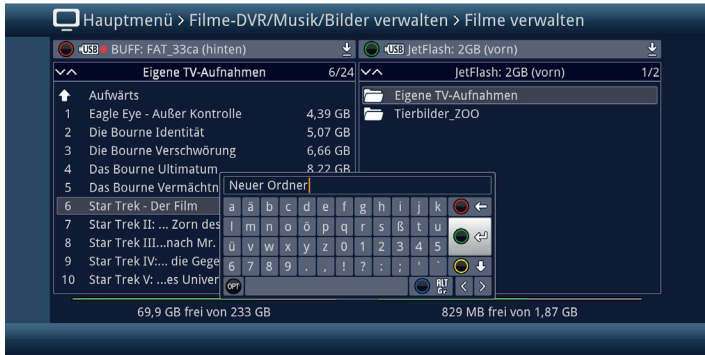 Hauptmenü > Filme-DVR/Musik/Bilder verwalten > Filme verwalten
USB BUFF: FAT_33ca (hinten)
USB JetFlash: 2GB (vorn)
Eigene TV-Aufnahmen 6/24
JetFlash: 2GB (vorn) 1/2
Aufwärts
Eigene TV-Aufnahmen
1 Eagle Eye - Außer Kontrolle 4,39 GB
Tierbilder_ZOO
2 Die Bourne Identität 5,07 GB
3 Die Bourne Verschwörung 6,66 GB
4 Das Bourne Ultimatum 8,22 GB
5 Das Bourne Vermächtn
6 Star Trek - Der Film
7 Star Trek II: ... Zorn des
8 Star Trek III...nach Mr.
9 Star Trek IV:... die Gege
10 Star Trek V: ...es Univer
Neuer Ordner
a ä b c d e f g h i j k
l m n o ö p q r s ß t u
ü v w x y z 0 1 2 3 4 5
6 7 8 9 . , ! ? : ; ' `
OPT ALT Gr < >
69,9 GB frei von 233 GB
829 MB frei von 1,87 GB